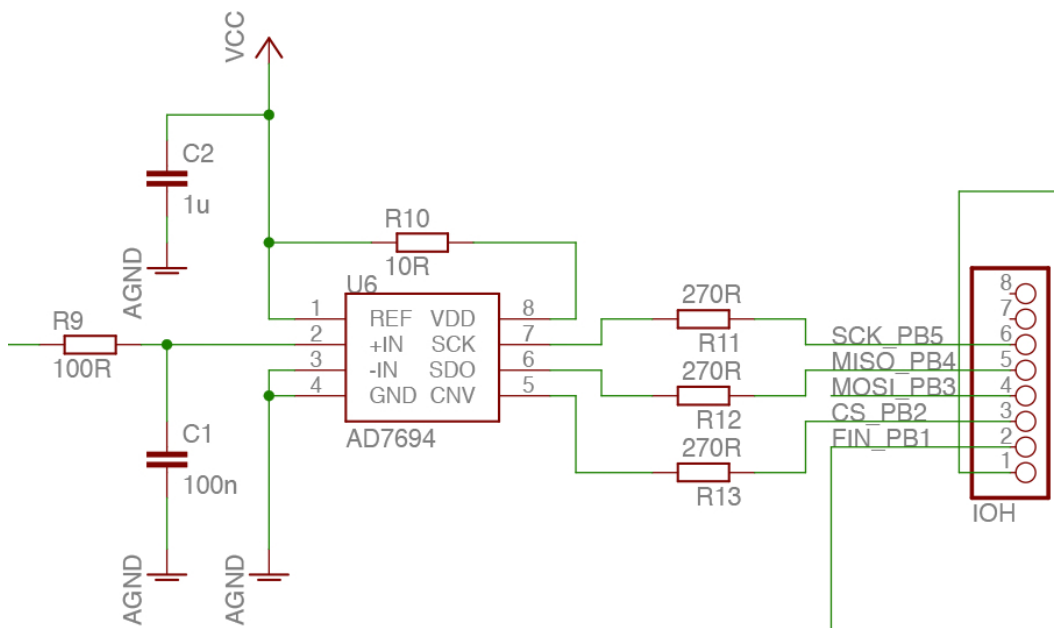 VCC
C2
1u
AGND
R10
10R
U6
1
2
3
4
REF
+IN
-IN
GND
VDD
SCK
SDO
CNV
8
7
6
5
AD7694
R9
100R
C1
100n
AGND
AGND
270R
R11
270R
R12
270R
R13
SCK_PB5
MISO_PB4
MOSI_PB3
CS_PB2
FIN_PB1
8
7
6
5
4
3
2
1
IOH